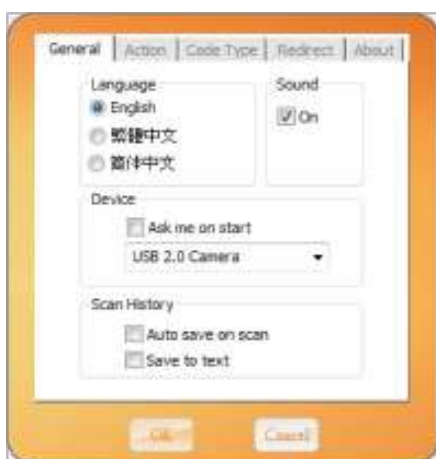 General Action Code Type Redirect About
Language
English
繁體中文
简体中文
Sound
On
Device
Ask me on start
USB 2.0 Camera
Scan History
Auto save on scan
Save to text
OK Cancel